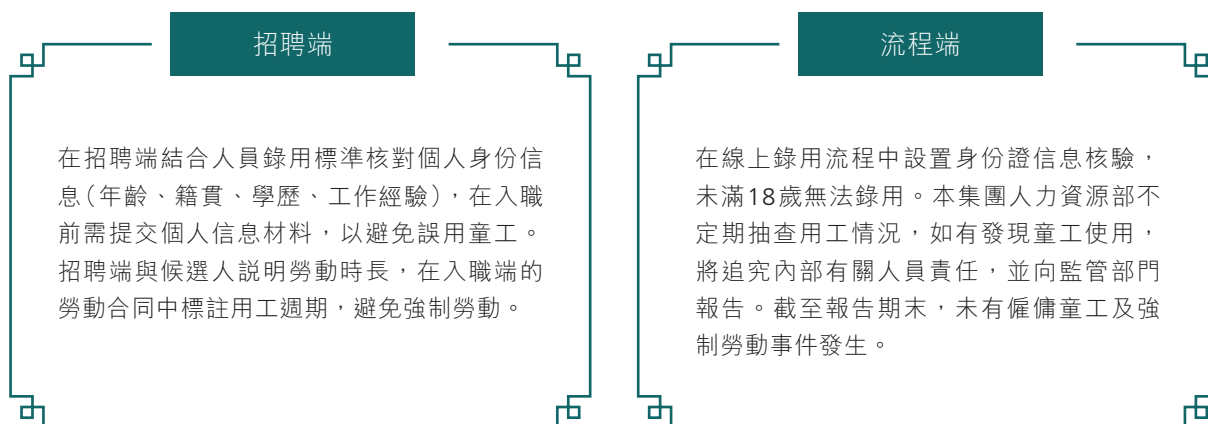 招聘端
在招聘端結合人員錄用標準核對個人身份信
息(年齡、籍貫、學歷、工作經驗),在入職
前需提交個人信息材料,以避免誤用童工。
招聘端與候選人説明勞動時長,在入職端的
勞動合同中標註用工週期,避免強制勞動。
流程端
在線上錄用流程中設置身份證信息核驗,
未滿18歲無法錄用。本集團人力資源部不
定期抽查用工情況,如有發現童工使用,
將追究內部有關人員責任,並向監管部門
報告。截至報告期末,未有僱傭童工及強
制勞動事件發生。